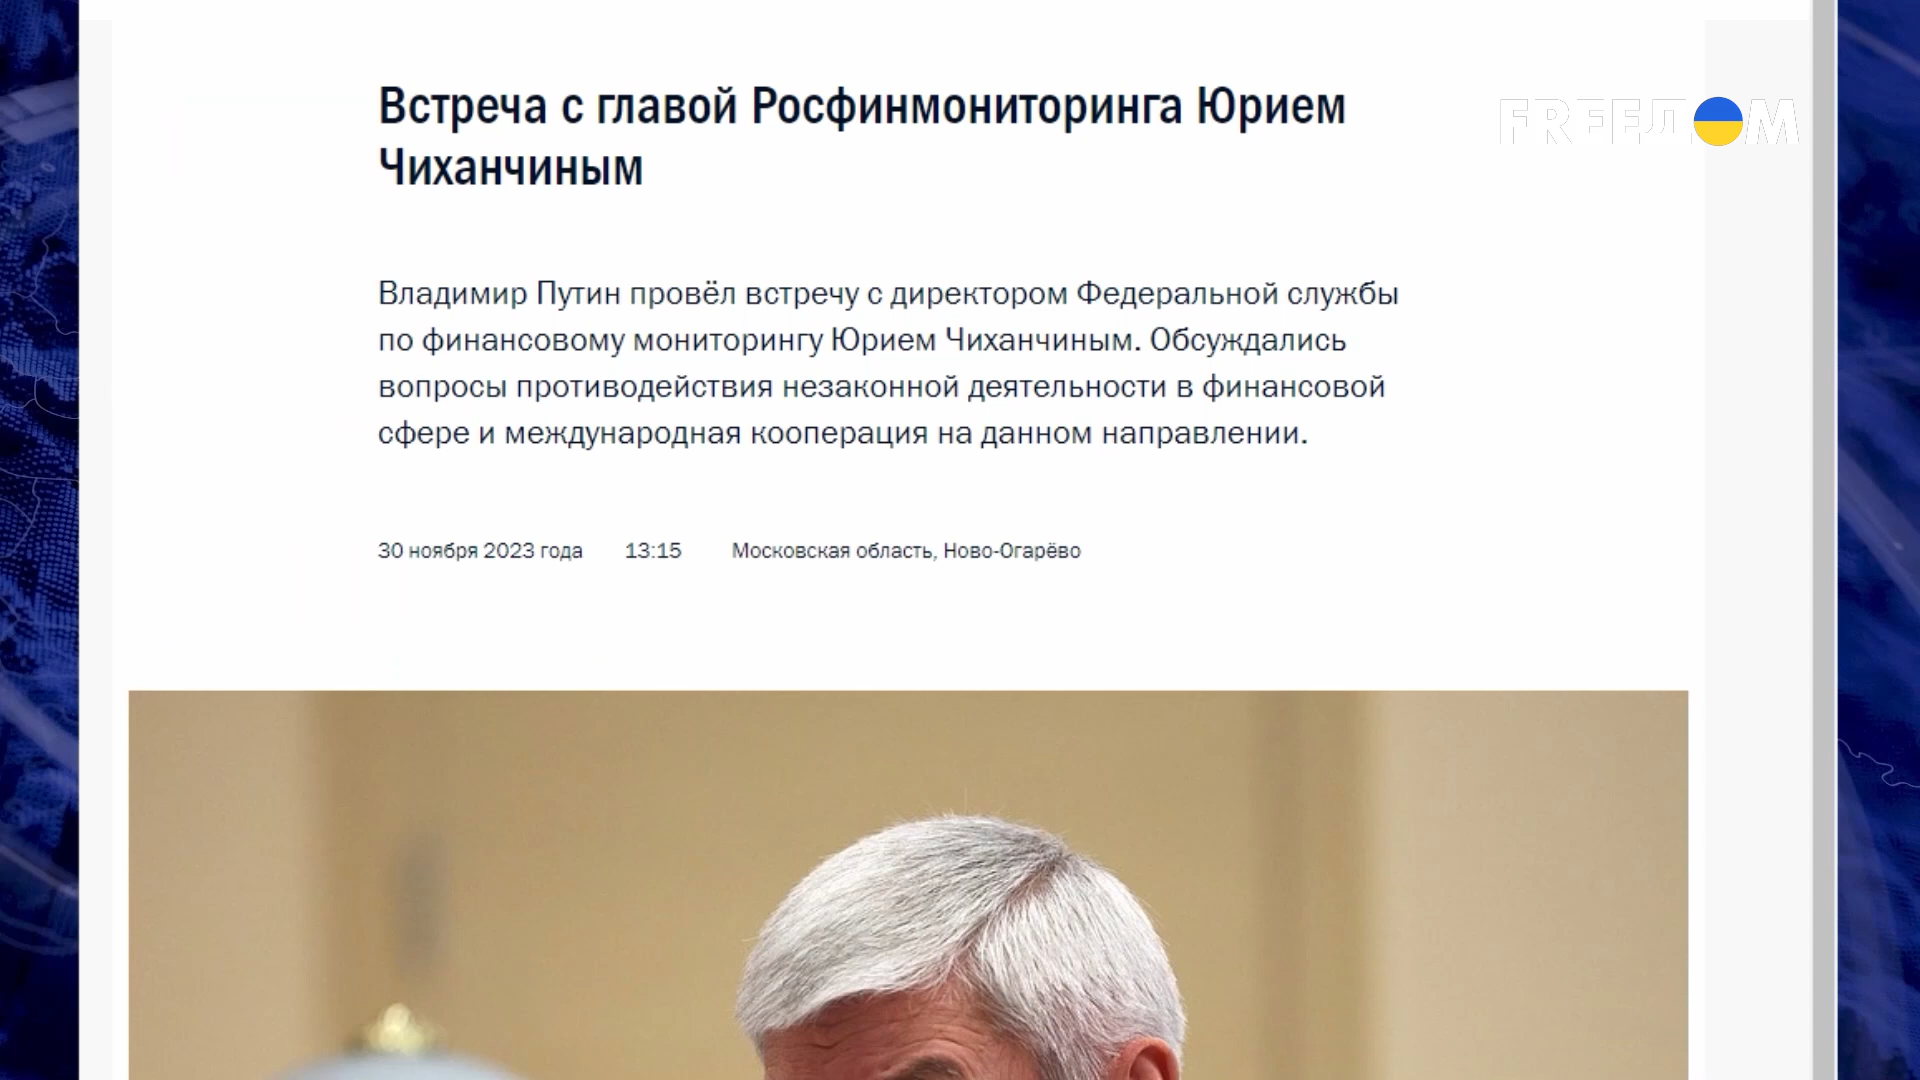 Встреча с главой Росфинмониторинга Юрием
Чиханчиным
FREEДОМ
Владимир Путин провёл встречу с директором Федеральной службы
по финансовому мониторингу Юрием Чиханчиным. Обсуждались
вопросы противодействия незаконной деятельности в финансовой
сфере и международная кооперация на данном направлении.
30 ноября 2023 года 13:15 Московская область, Ново-Огарёво